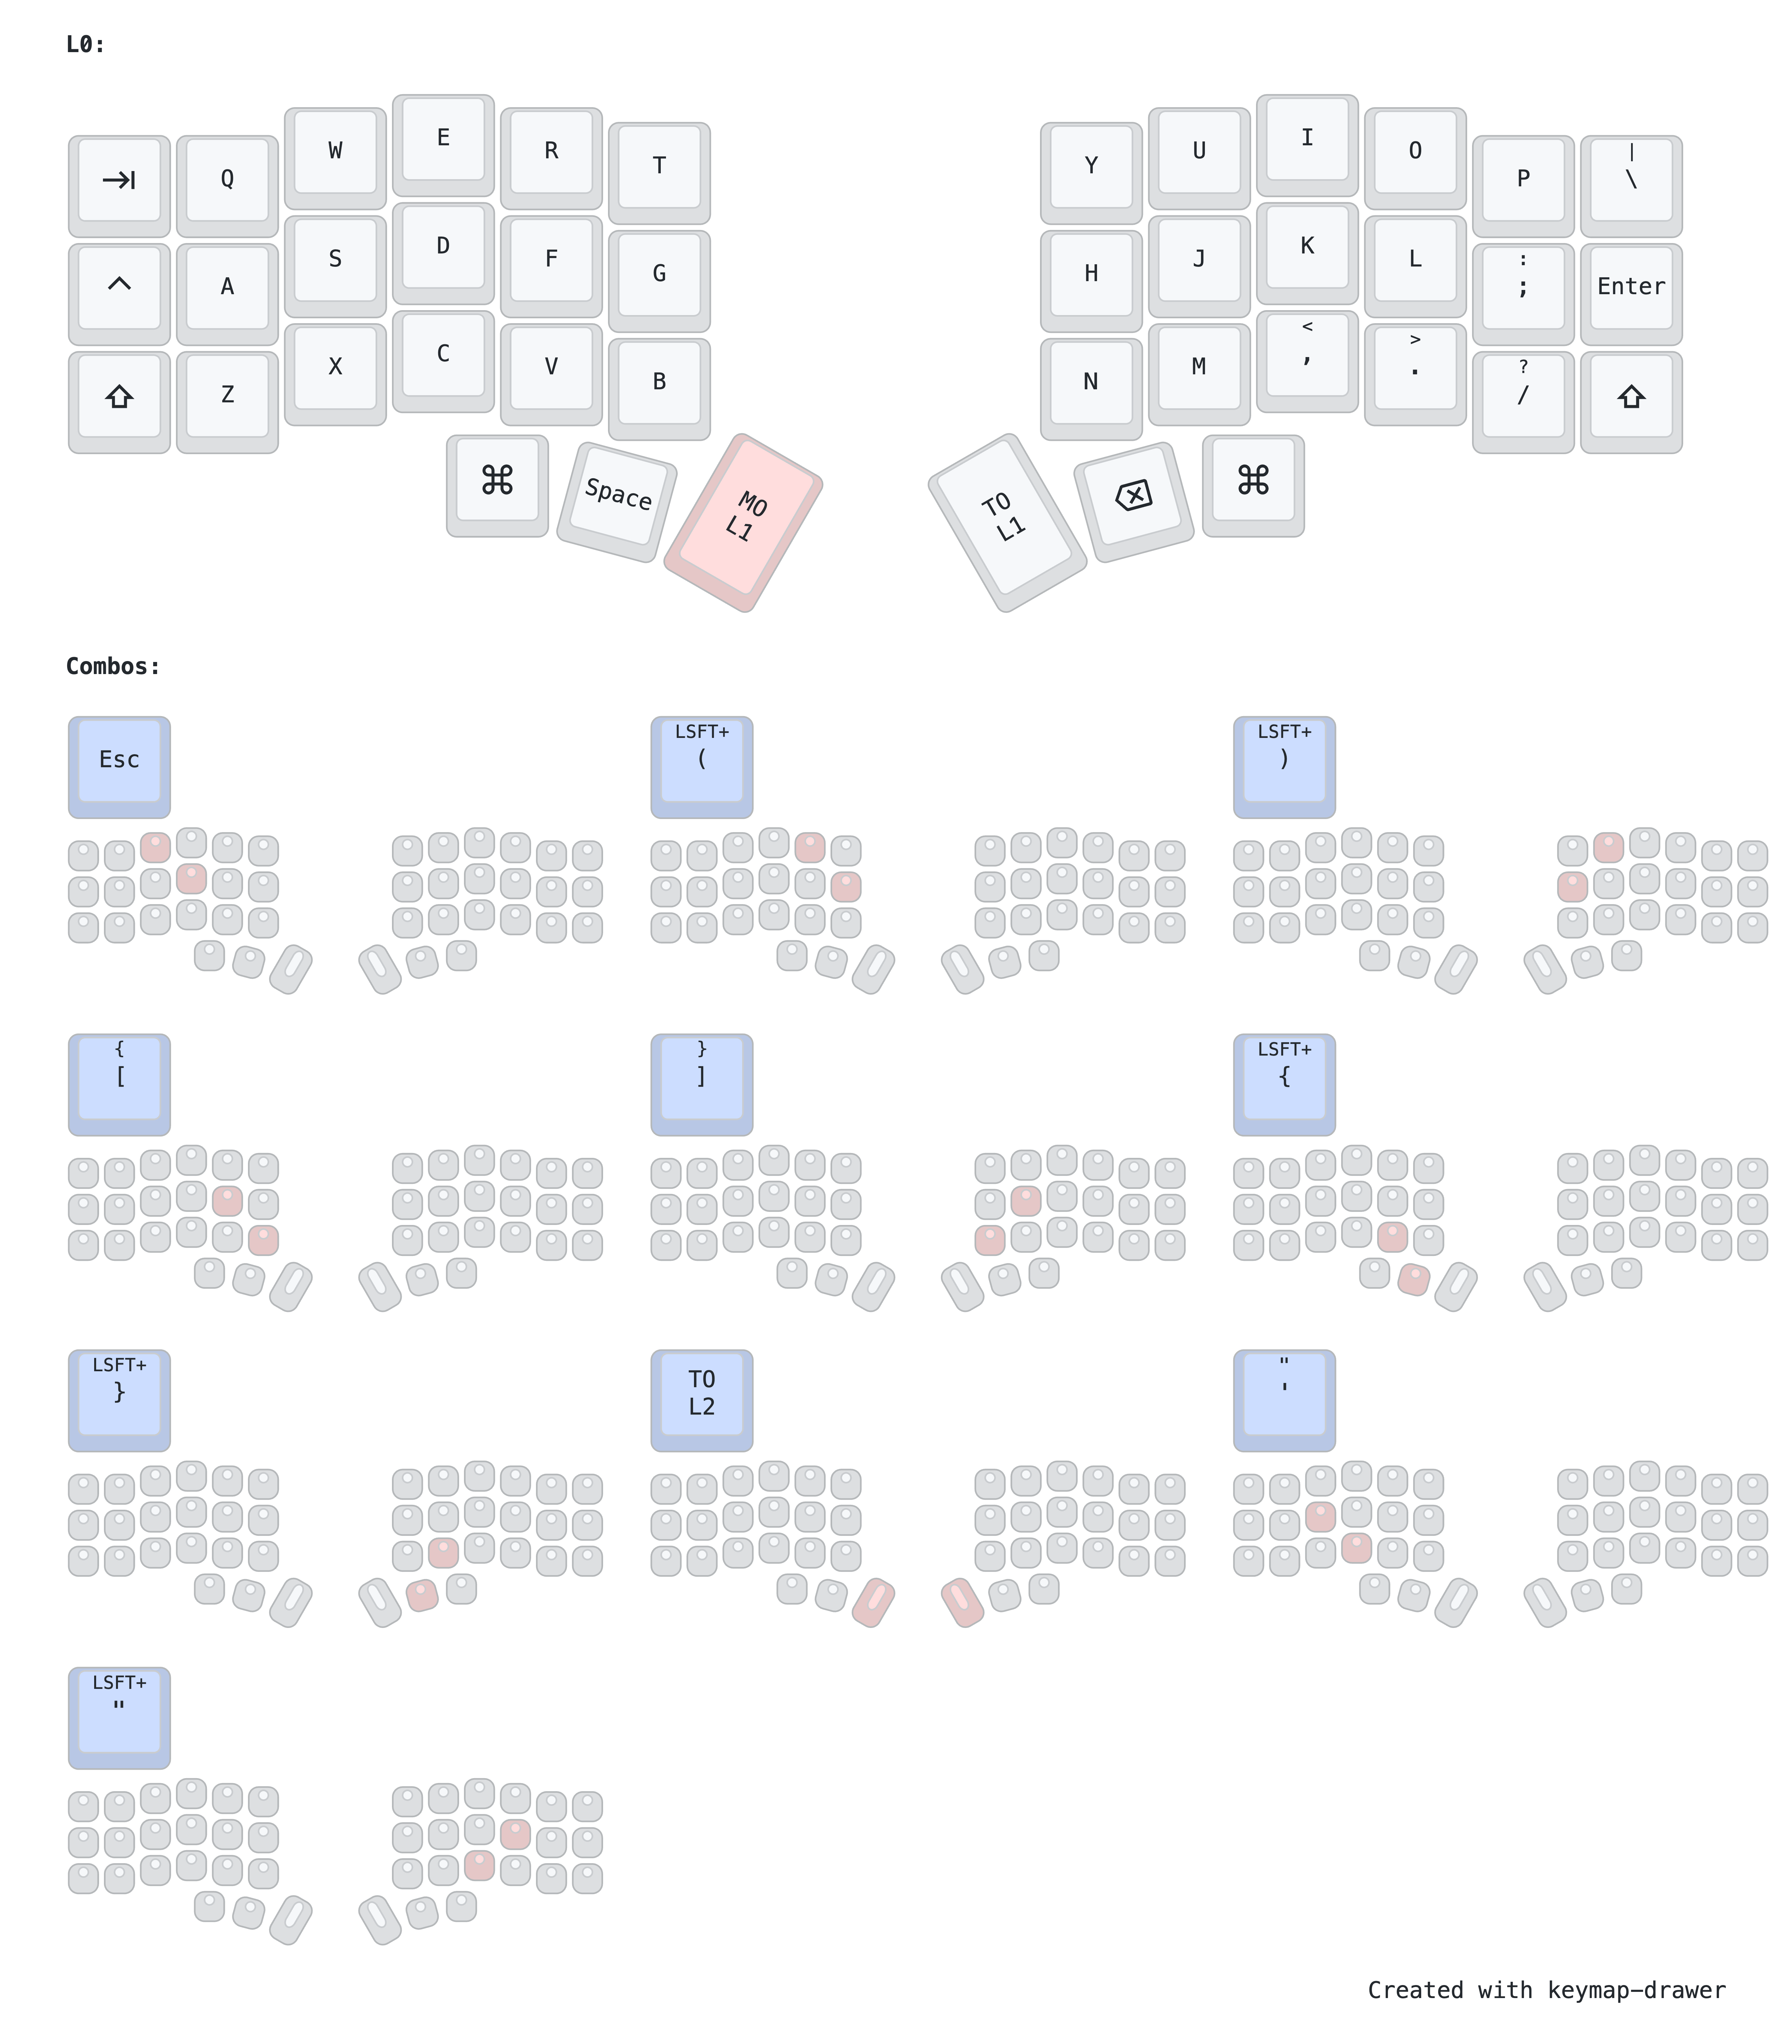 L0:
⇥ Q W E R T Y U I O P |
\
^ A S D F G H J K L :
; Enter
⇧ Z X C V B N M <
, >
. ?
/ ⇧
⌘ Space MO
L1 TO
L1 ⌫ ⌘
Combos:
Esc
LSFT+
(
LSFT+
)
{
[
}
]
LSFT+
{
LSFT+
}
TO
L2
"
'
LSFT+
"
Created with keymap-drawer